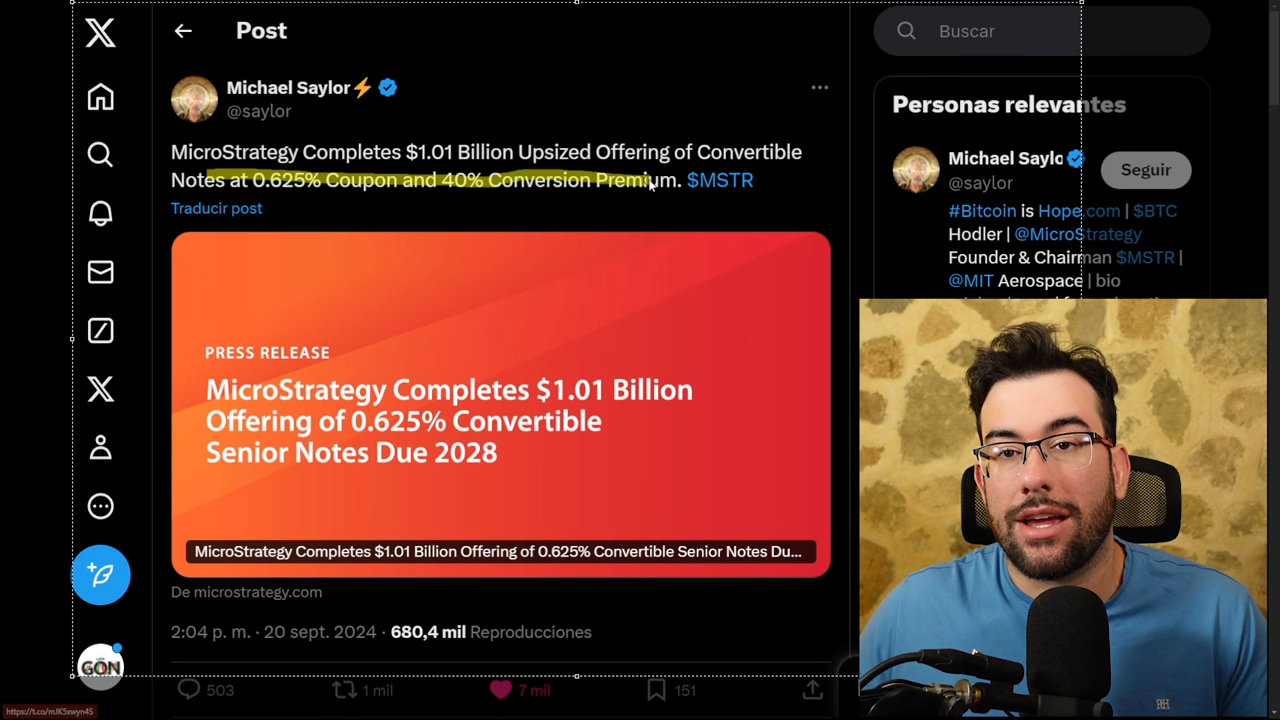 Post
Buscar
Michael Saylor⚡
@saylor
MicroStrategy Completes $1.01 Billion Upsized Offering of Convertible
Notes at 0.625% Coupon and 40% Conversion Premium. $MSTR
Traducir post
PRESS RELEASE
MicroStrategy Completes $1.01 Billion
Offering of 0.625% Convertible
Senior Notes Due 2028
MicroStrategy Completes $1.01 Billion Offering of 0.625% Convertible Senior Notes Du...
De microstrategy.com
2:04 p. m. · 20 sept. 2024 · 680,4 mil Reproducciones
503
1 mil
7 mil
151
Personas relevantes
Michael Saylo
@saylor
Seguir
#Bitcoin is Hope.com | $BTC
Hodler | @MicroStrategy
Founder & Chairman $MSTR |
@MIT Aerospace | bio
GON
https://t.co/mJK5xwyn4S
RH